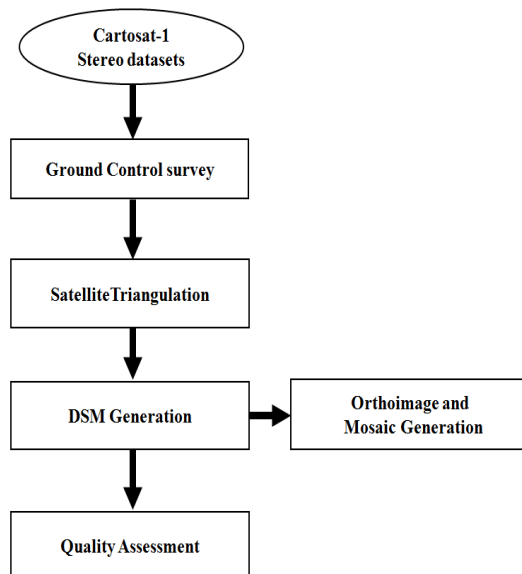 Cartosat-1
Stereo datasets
Ground Control survey
SatelliteTriangulation
DSM Generation
Orthoimage and
Mosaic Generation
Quality Assessment